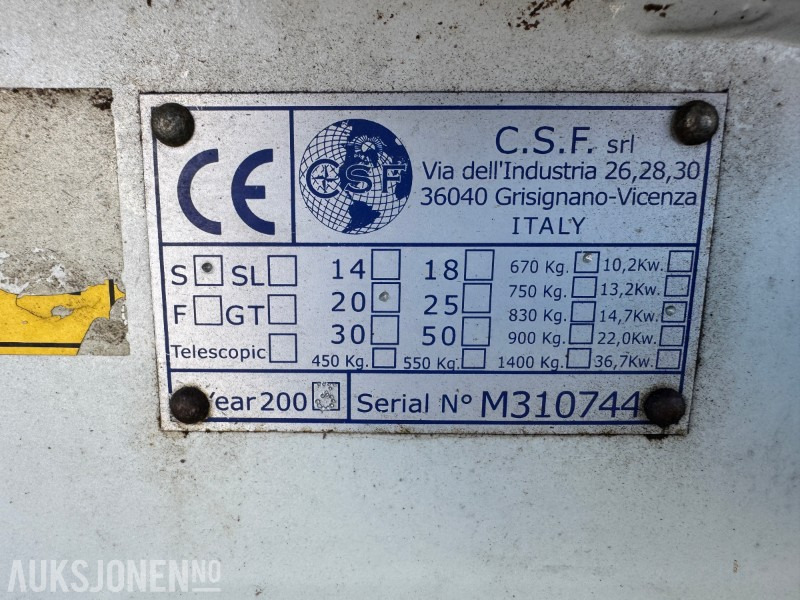 CE
CSF
C.S.F. srl
Via dell'Industria 26,28,30
36040 Grisignano-Vicenza
ITALY
S SL 14 18 670 Kg. 10,2Kw.
750 Kg. 13,2Kw.
F GT 20 25 830 Kg. 14,7Kw.
30 50 900 Kg. 22,0Kw.
Telescopic 450 Kg. 550 Kg. 1400 Kg. 36,7Kw.
Year 200 Serial N° M310744
AUKSJONEN.NO